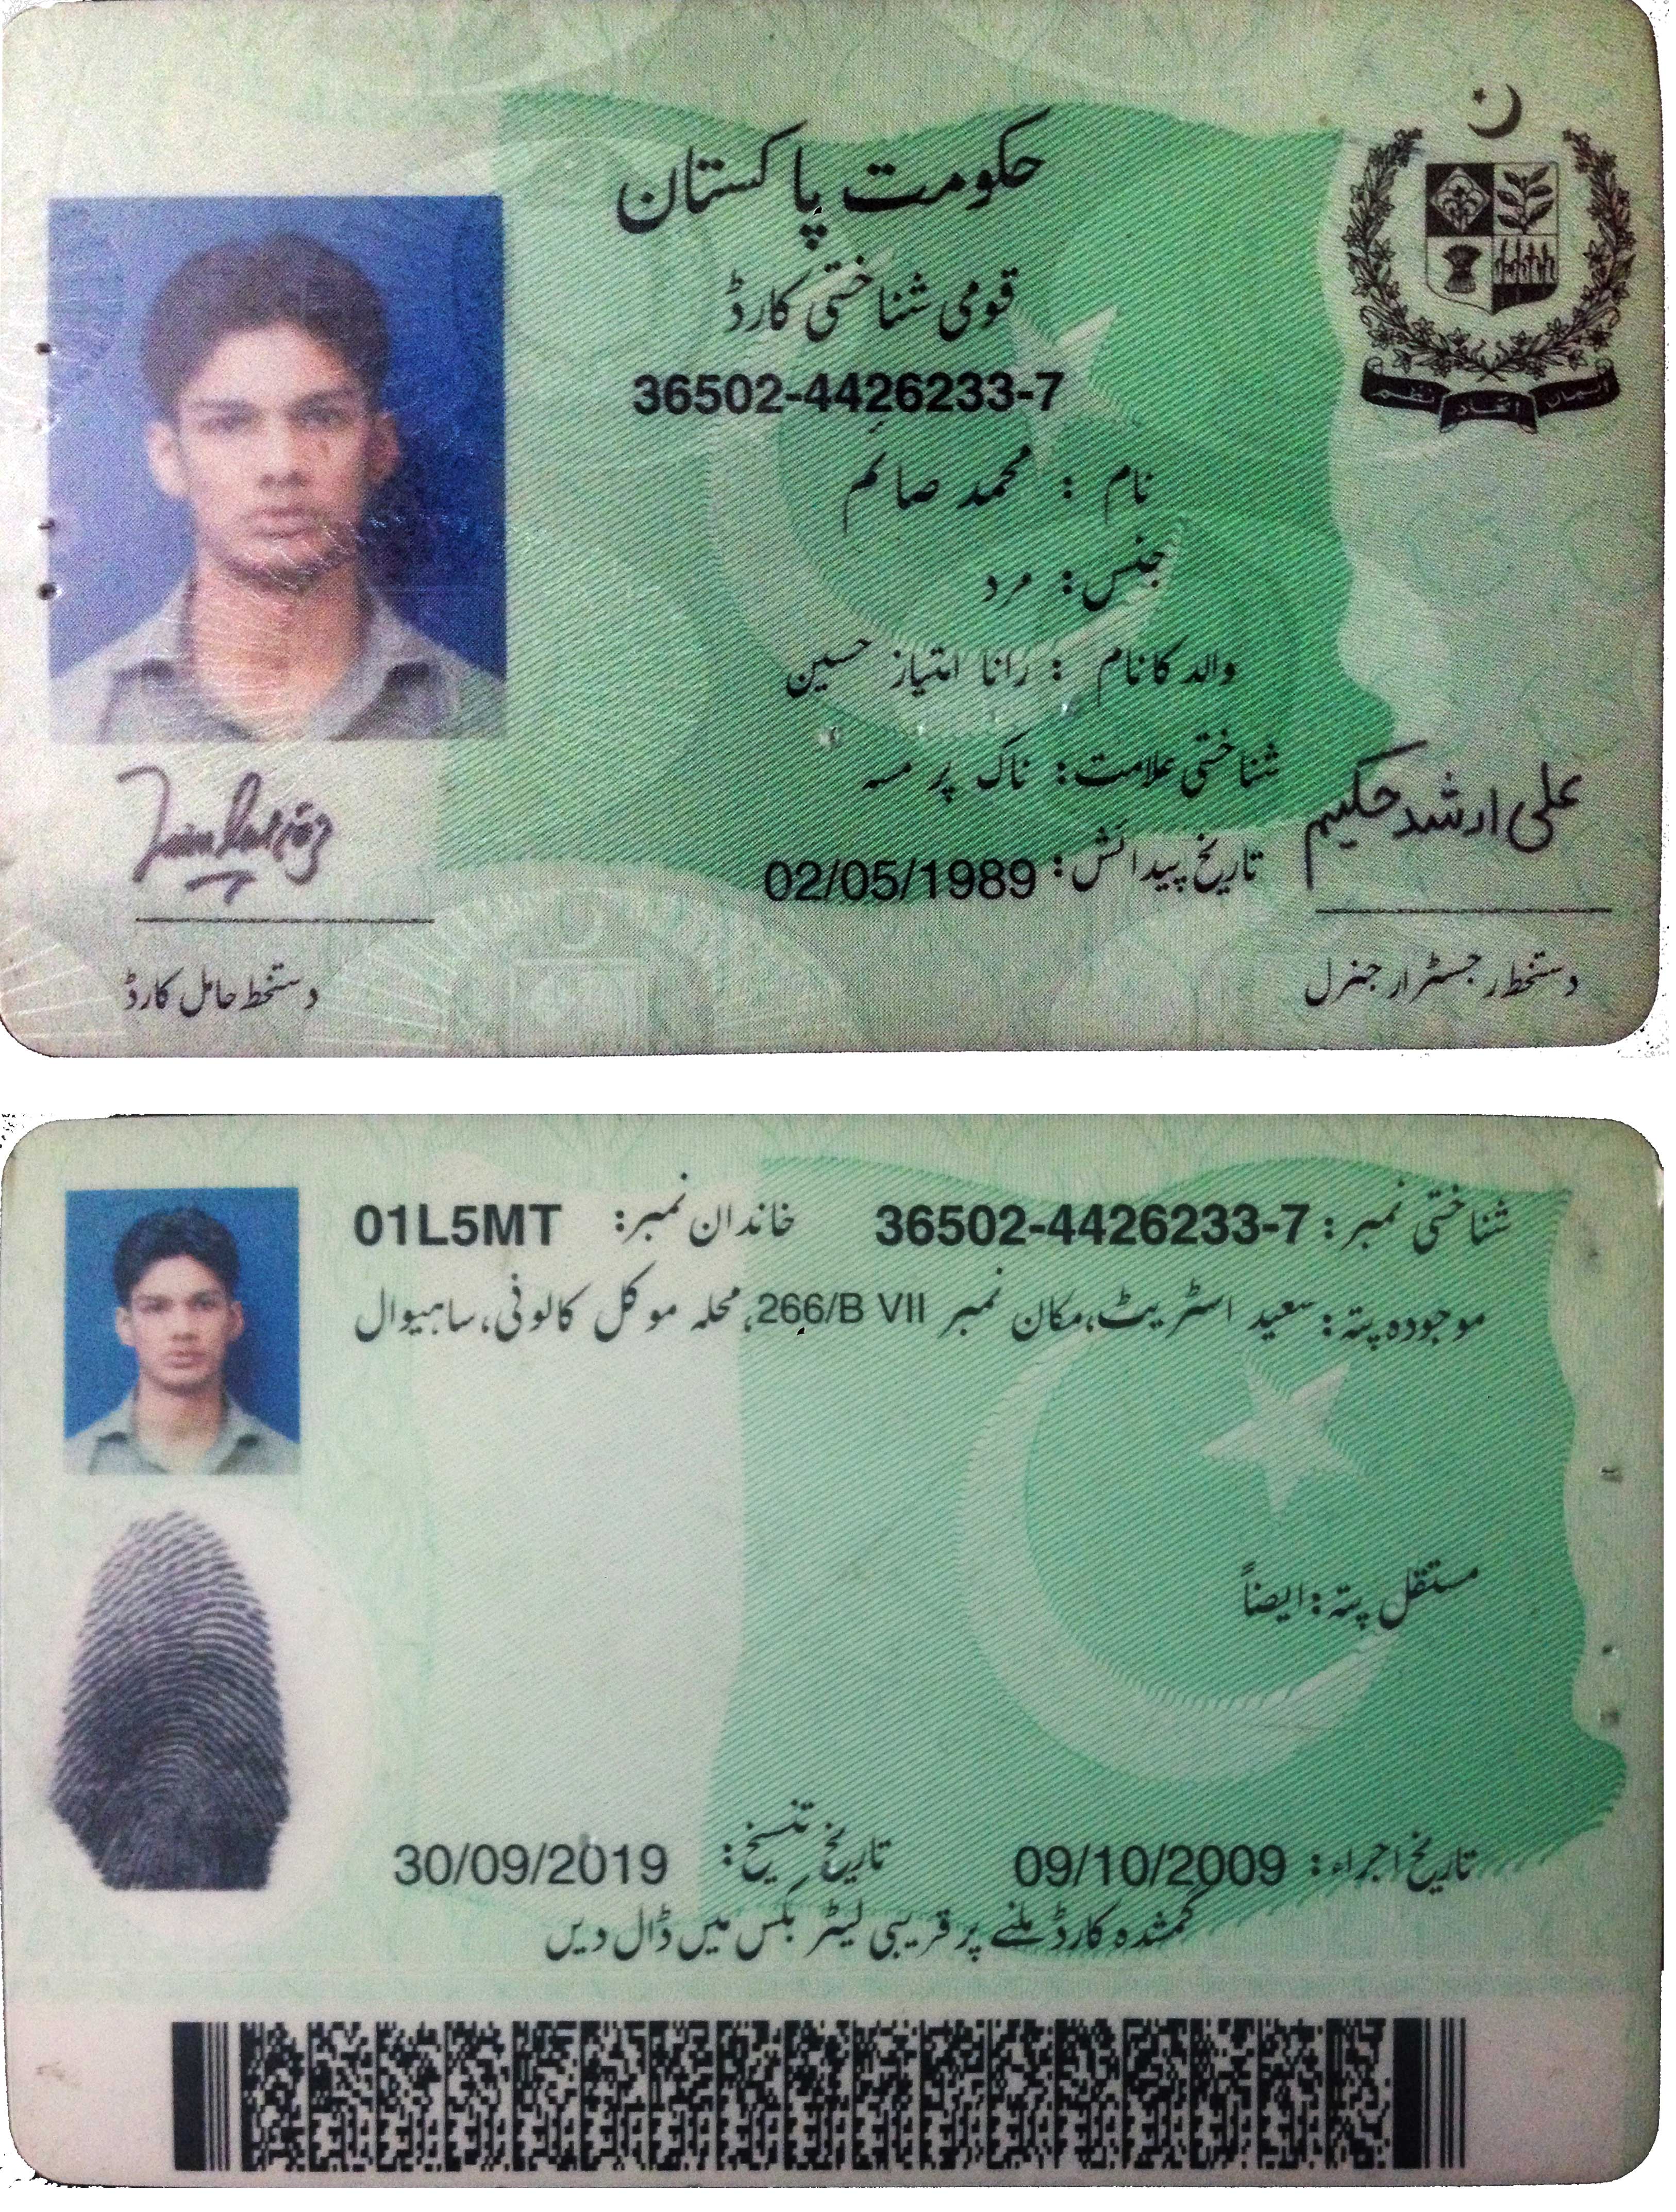 حکومت پاکستان
قومی شناختی کارڈ
36502-4426233-7
نام : محمد صائم
جنس: مرد
والد کا نام : رانا امتیاز حسین
شناختی علامت: ناک پر مسہ
تاریخ پیدائش: 02/05/1989
علی ارشد حکیم
دستخط رجسٹرار جنرل
دستخط حامل کارڈ
شناختی نمبر: 36502-4426233-7 خاندان نمبر: 01L5MT
موجودہ پتہ: سعید اسٹریٹ، مکان نمبر 266/B VII، محلہ موکل کالونی، ساہیوال
مستقل پتہ: ایضاً
تاریخ اجراء: 09/10/2009 تاریخ تنسیخ: 30/09/2019
گمشدہ کارڈ ملنے پر قریبی لیٹر بکس میں ڈال دیں